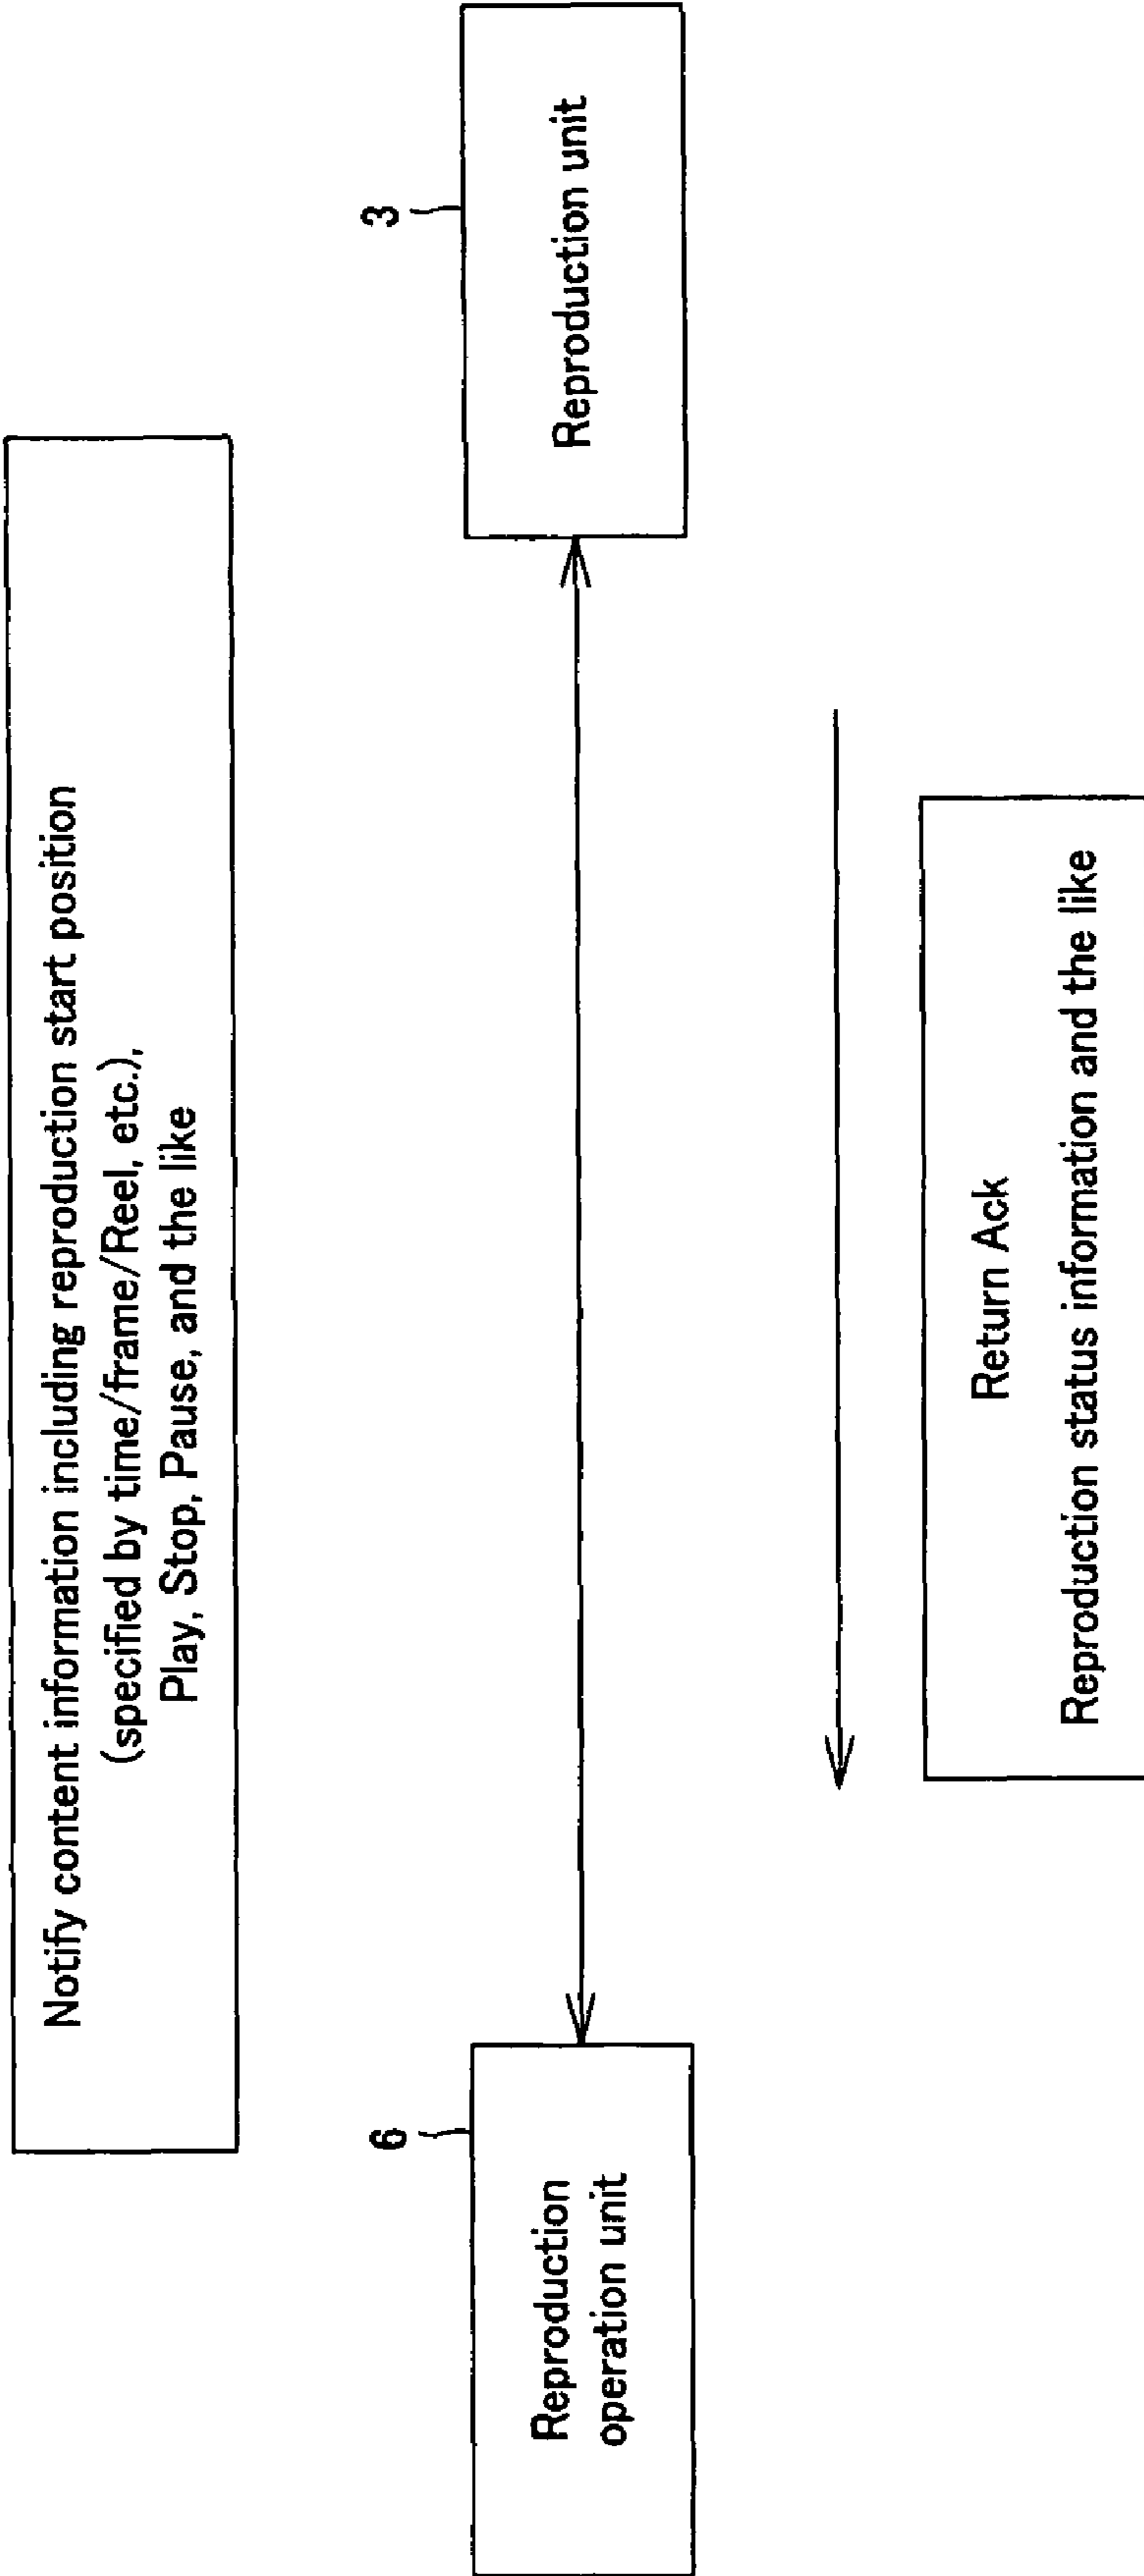 Notify content information including reproduction start position
(specified by time/frame/Reel, etc.),
Play, Stop, Pause, and the like
6
Reproduction
operation unit
3
Reproduction unit
Return Ack
Reproduction status information and the like